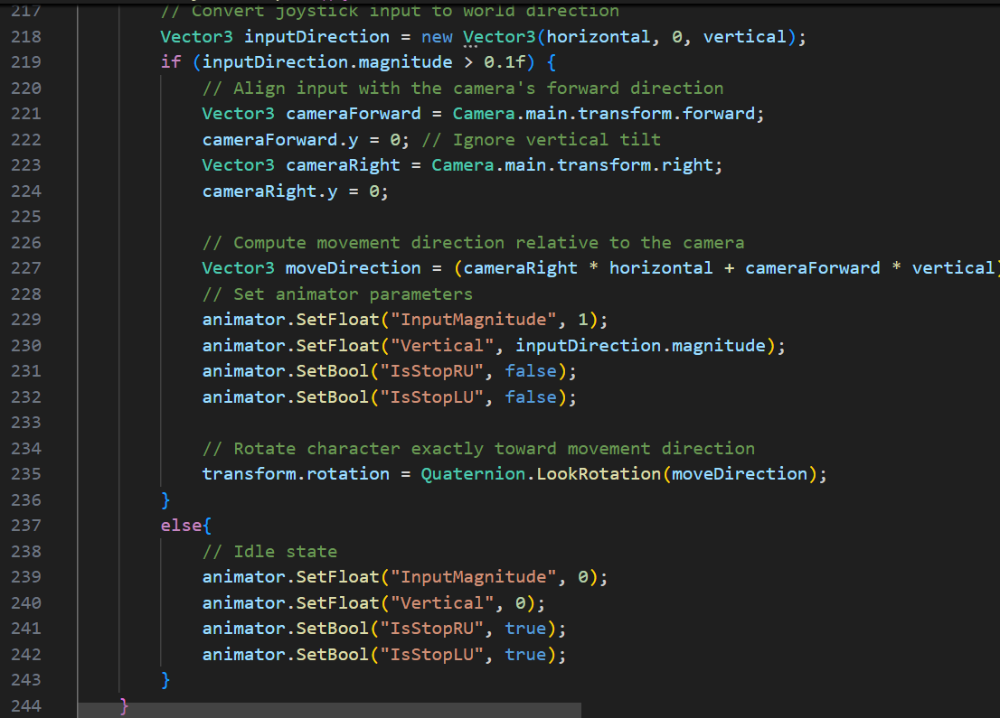 217 // Convert joystick input to world direction
218 Vector3 inputDirection = new Vector3(horizontal, 0, vertical);
219 if (inputDirection.magnitude > 0.1f) {
220 // Align input with the camera's forward direction
221 Vector3 cameraForward = Camera.main.transform.forward;
222 cameraForward.y = 0; // Ignore vertical tilt
223 Vector3 cameraRight = Camera.main.transform.right;
224 cameraRight.y = 0;
225
226 // Compute movement direction relative to the camera
227 Vector3 moveDirection = (cameraRight * horizontal + cameraForward * vertical)
228 // Set animator parameters
229 animator.SetFloat("InputMagnitude", 1);
230 animator.SetFloat("Vertical", inputDirection.magnitude);
231 animator.SetBool("IsStopRU", false);
232 animator.SetBool("IsStopLU", false);
233
234 // Rotate character exactly toward movement direction
235 transform.rotation = Quaternion.LookRotation(moveDirection);
236 }
237 else{
238 // Idle state
239 animator.SetFloat("InputMagnitude", 0);
240 animator.SetFloat("Vertical", 0);
241 animator.SetBool("IsStopRU", true);
242 animator.SetBool("IsStopLU", true);
243 }
244 }